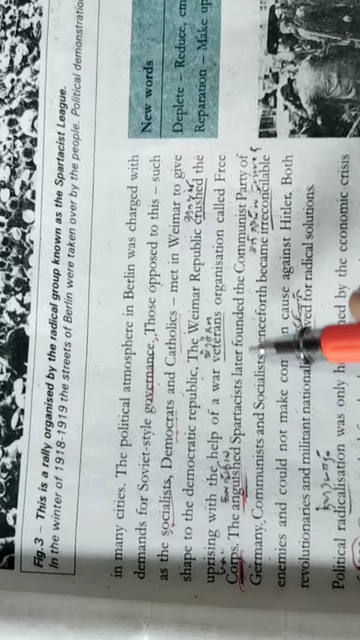 Fig.3 – This is a rally organised by the radical group known as the Spartacist League.
In the winter of 1918-1919 the streets of Berlin were taken over by the people. Political demonstrations
in many cities. The political atmosphere in Berlin was charged with
demands for Soviet-style governance. Those opposed to this – such
as the socialists, Democrats and Catholics – met in Weimar to give
shape to the democratic republic. The Weimar Republic crushed the
uprising with the help of a war veterans organisation called Free
Corps. The anguished Spartacists later founded the Communist Party of
Germany. Communists and Socialists henceforth became irreconcilable
enemies and could not make com n cause against Hitler. Both
revolutionaries and militant national ed for radical solutions.
Political radicalisation was only h ed by the economic crisis
New words
Deplete – Reduce, em
Reparation – Make up